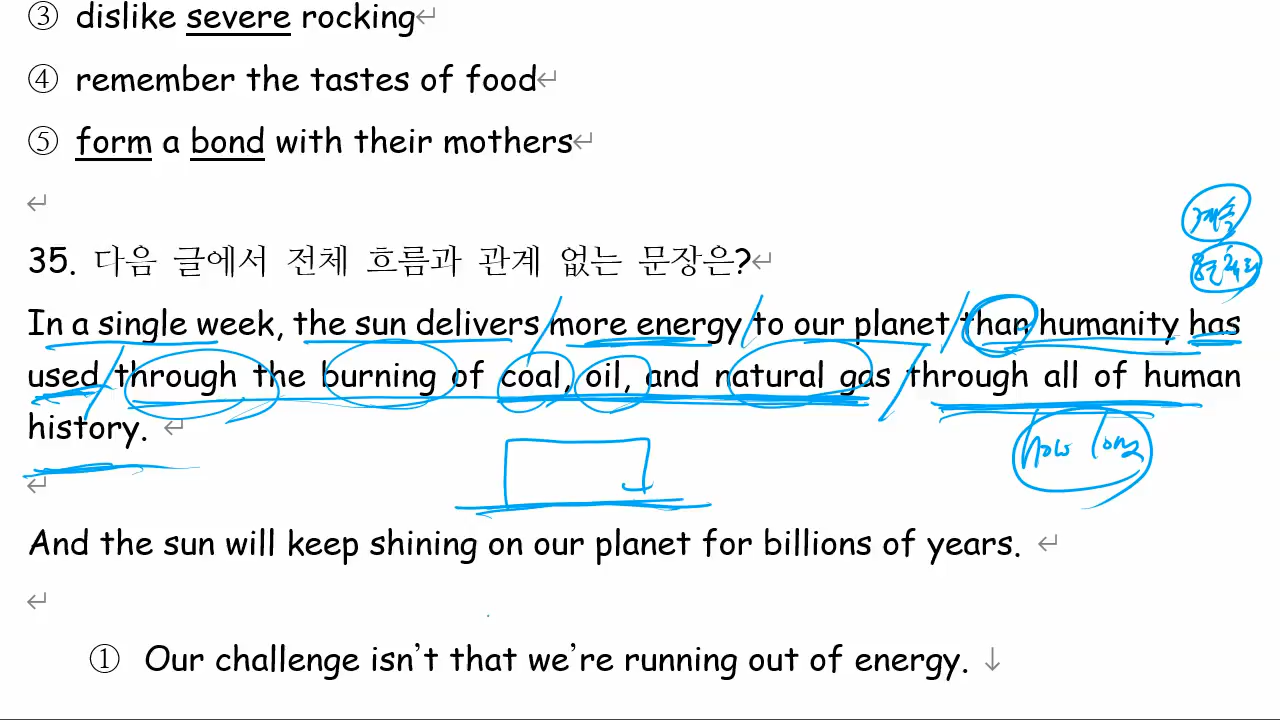 ③ dislike severe rocking↵
④ remember the tastes of food↵
⑤ form a bond with their mothers↵
↵
35. 다음 글에서 전체 흐름과 관계 없는 문장은?↵
In a single week, the sun delivers more energy to our planet than humanity has
used through the burning of coal, oil, and natural gas through all of human
history. ↵
how long
↵
And the sun will keep shining on our planet for billions of years. ↵
↵
① Our challenge isn’t that we’re running out of energy. ↓